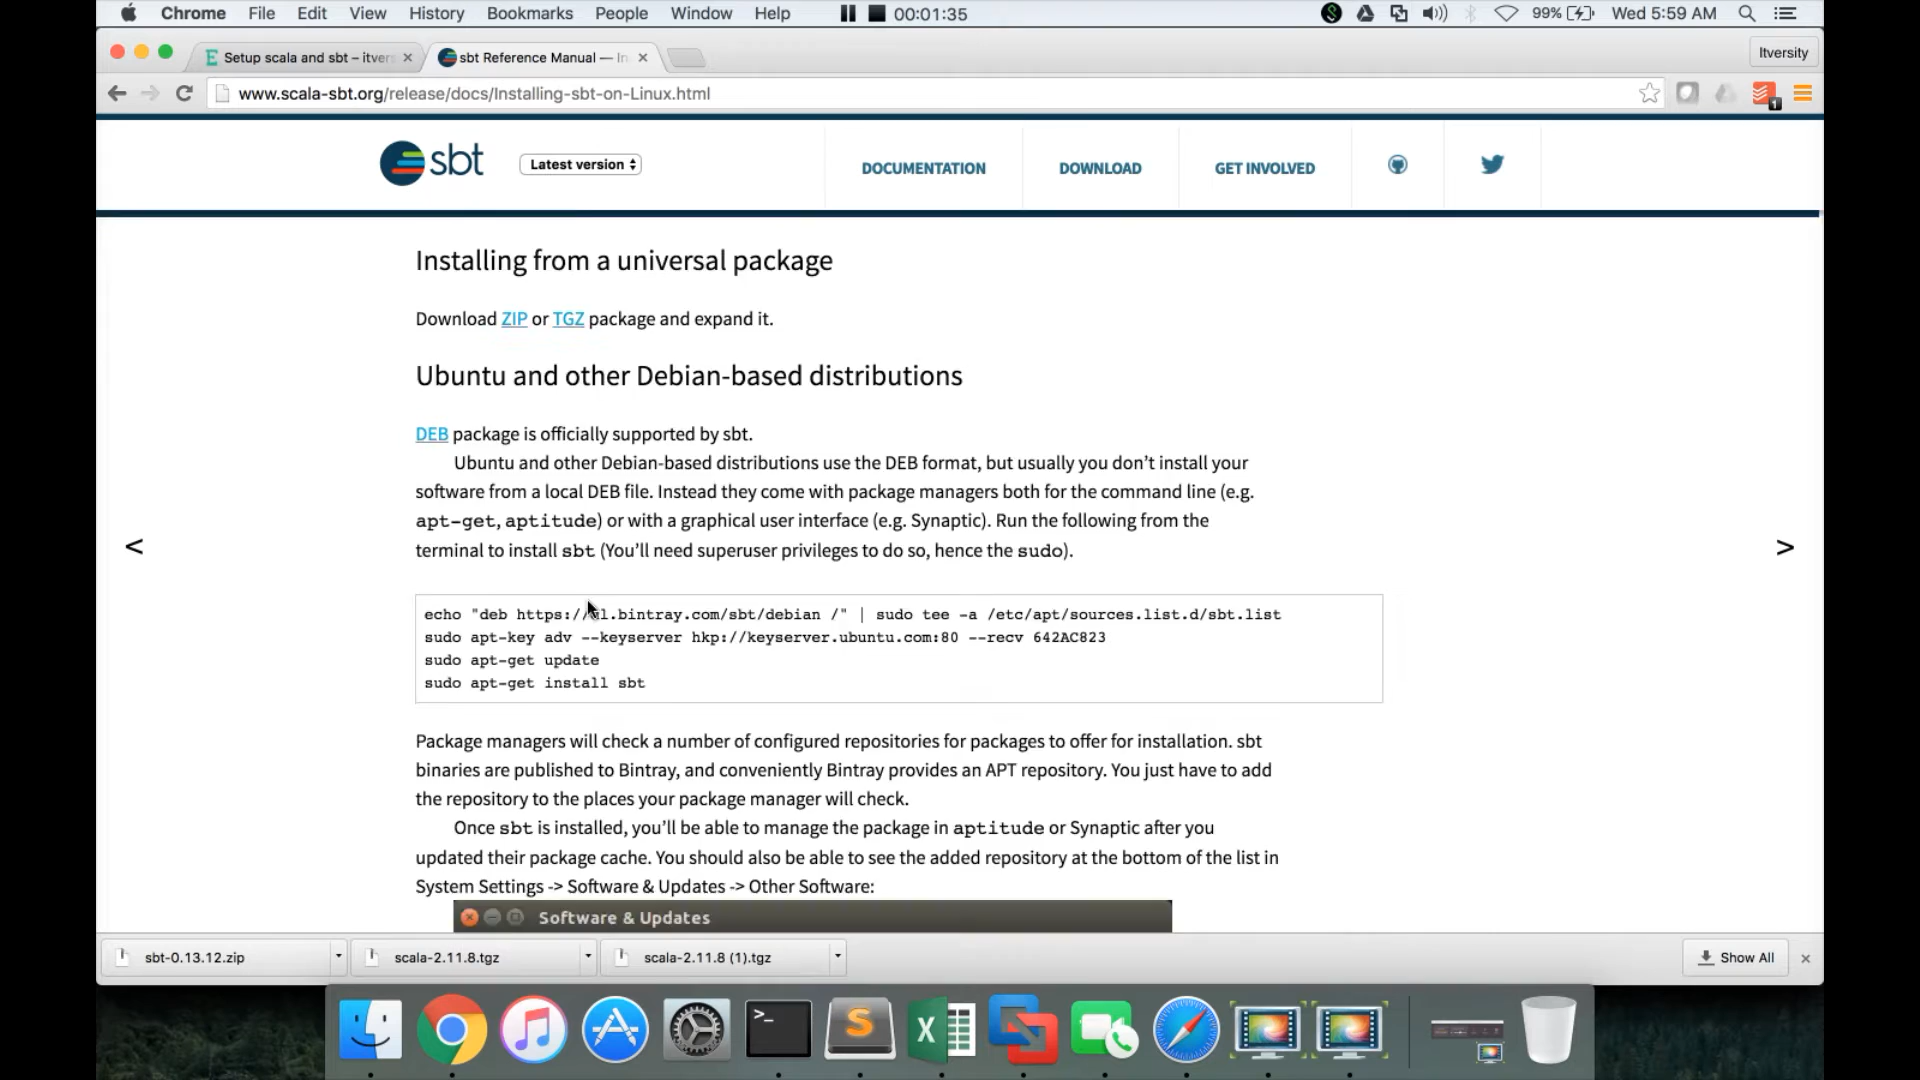 Chrome File Edit View History Bookmarks People Window Help 00:01:35 99% Wed 5:59 AM
Setup scala and sbt – itver
sbt Reference Manual — In
Itversity
www.scala-sbt.org/release/docs/Installing-sbt-on-Linux.html
1
sbt
Latest version
DOCUMENTATION
DOWNLOAD
GET INVOLVED
Installing from a universal package
Download ZIP or TGZ package and expand it.
Ubuntu and other Debian-based distributions
DEB package is officially supported by sbt.
Ubuntu and other Debian-based distributions use the DEB format, but usually you don’t install your
software from a local DEB file. Instead they come with package managers both for the command line (e.g.
apt-get, aptitude) or with a graphical user interface (e.g. Synaptic). Run the following from the
terminal to install sbt (You’ll need superuser privileges to do so, hence the sudo).
<
>
echo "deb https://l.bintray.com/sbt/debian /" | sudo tee -a /etc/apt/sources.list.d/sbt.list
sudo apt-key adv --keyserver hkp://keyserver.ubuntu.com:80 --recv 642AC823
sudo apt-get update
sudo apt-get install sbt
Package managers will check a number of configured repositories for packages to offer for installation. sbt
binaries are published to Bintray, and conveniently Bintray provides an APT repository. You just have to add
the repository to the places your package manager will check.
Once sbt is installed, you’ll be able to manage the package in aptitude or Synaptic after you
updated their package cache. You should also be able to see the added repository at the bottom of the list in
System Settings -> Software & Updates -> Other Software:
Software & Updates
sbt-0.13.12.zip
scala-2.11.8.tgz
scala-2.11.8 (1).tgz
Show All